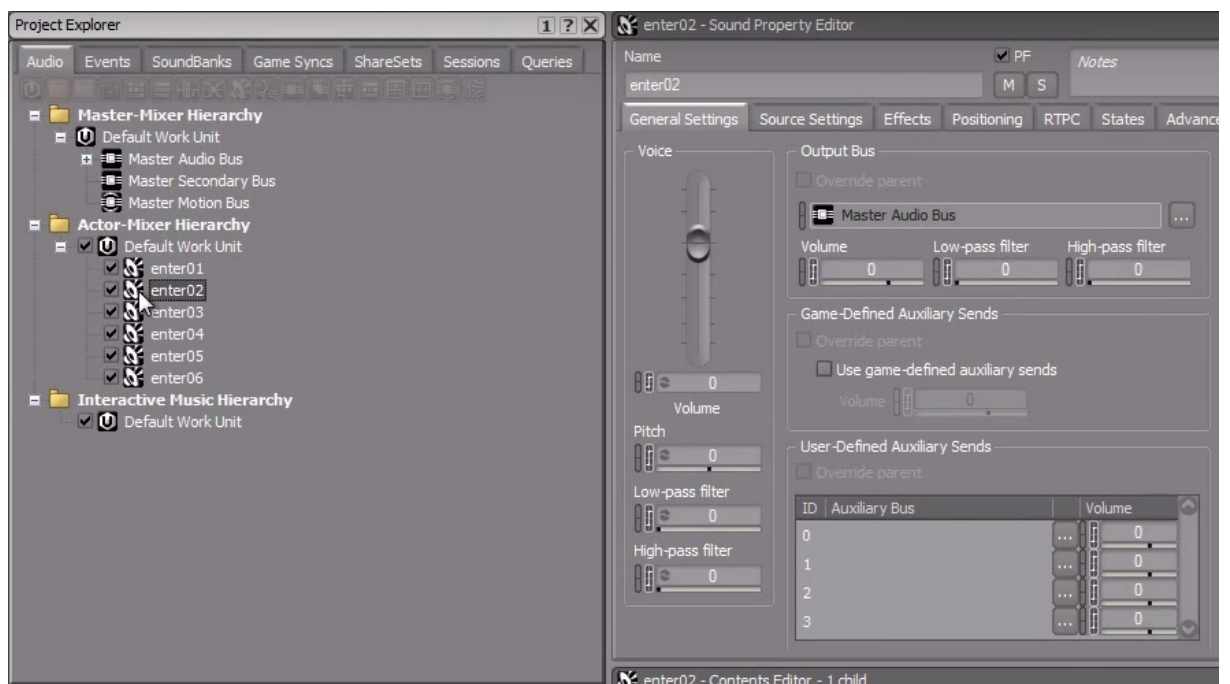 Project Explorer
1 ? X
Audio Events SoundBanks Game Syncs ShareSets Sessions Queries
Master-Mixer Hierarchy
Default Work Unit
Master Audio Bus
Master Secondary Bus
Master Motion Bus
Actor-Mixer Hierarchy
Default Work Unit
enter01
enter02
enter03
enter04
enter05
enter06
Interactive Music Hierarchy
Default Work Unit
enter02 - Sound Property Editor
Name
PF
Notes
enter02
M S
General Settings Source Settings Effects Positioning RTPC States Advance
Voice
0
Volume
Pitch
0
Low-pass filter
0
High-pass filter
0
Output Bus
Override parent
Master Audio Bus
...
Volume Low-pass filter High-pass filter
0 0 0
Game-Defined Auxiliary Sends
Override parent
Use game-defined auxiliary sends
Volume 0
User-Defined Auxiliary Sends
Override parent
ID Auxiliary Bus Volume
0 ... 0
1 ... 0
2 ... 0
3 ... 0
enter02 - Contents Editor - 1 child